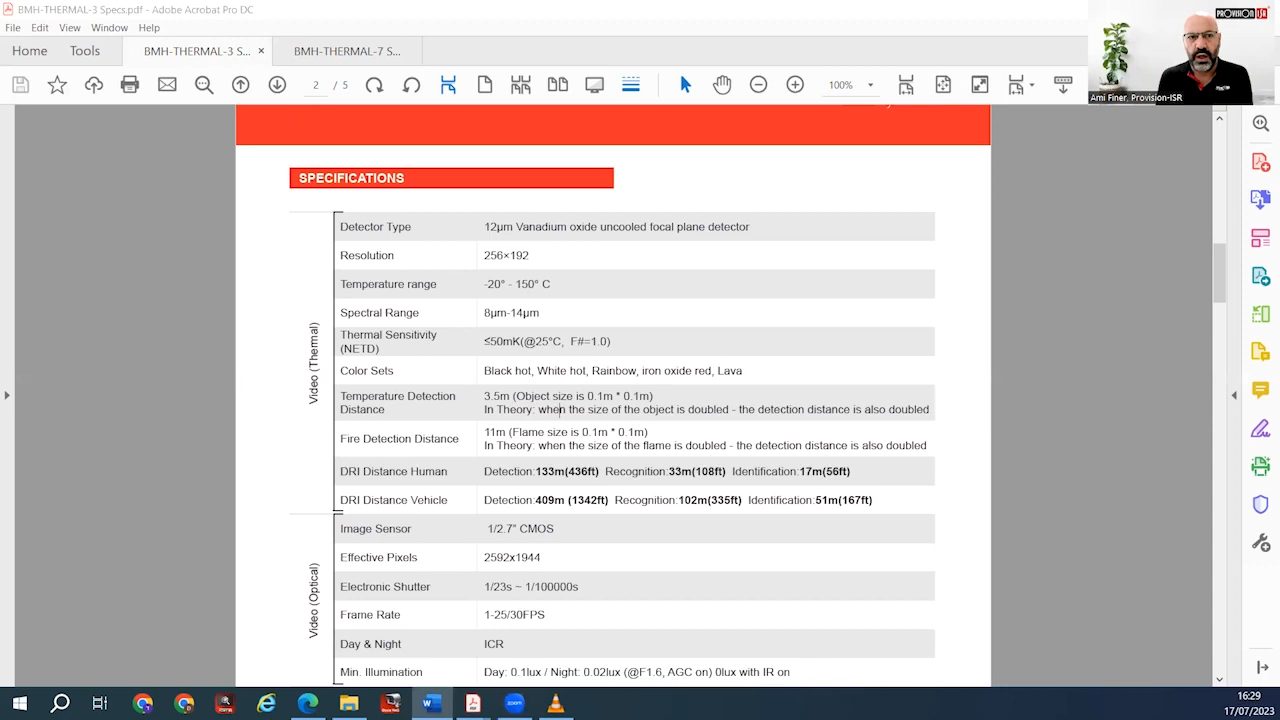 BMH-THERMAL-3 Specs.pdf - Adobe Acrobat Pro DC
File Edit View Window Help
Home Tools BMH-THERMAL-3 S... × BMH-THERMAL-7 S...
2 / 5 100%
PROVISION ISR
Ami Finer, Provision-ISR
SPECIFICATIONS
Video (Thermal)
Detector Type 12µm Vanadium oxide uncooled focal plane detector
Resolution 256×192
Temperature range -20° - 150° C
Spectral Range 8µm-14µm
Thermal Sensitivity
(NETD) ≤50mK(@25°C, F#=1.0)
Color Sets Black hot, White hot, Rainbow, iron oxide red, Lava
Temperature Detection 3.5m (Object size is 0.1m * 0.1m)
Distance In Theory: when the size of the object is doubled - the detection distance is also doubled
Fire Detection Distance 11m (Flame size is 0.1m * 0.1m)
In Theory: when the size of the flame is doubled - the detection distance is also doubled
DRI Distance Human Detection:133m(436ft) Recognition:33m(108ft) Identification:17m(56ft)
DRI Distance Vehicle Detection:409m (1342ft) Recognition:102m(335ft) Identification:51m(167ft)
Video (Optical)
Image Sensor 1/2.7" CMOS
Effective Pixels 2592x1944
Electronic Shutter 1/23s ~ 1/100000s
Frame Rate 1-25/30FPS
Day & Night ICR
Min. Illumination Day: 0.1lux / Night: 0.02lux (@F1.6, AGC on) 0lux with IR on
16:29
17/07/2023